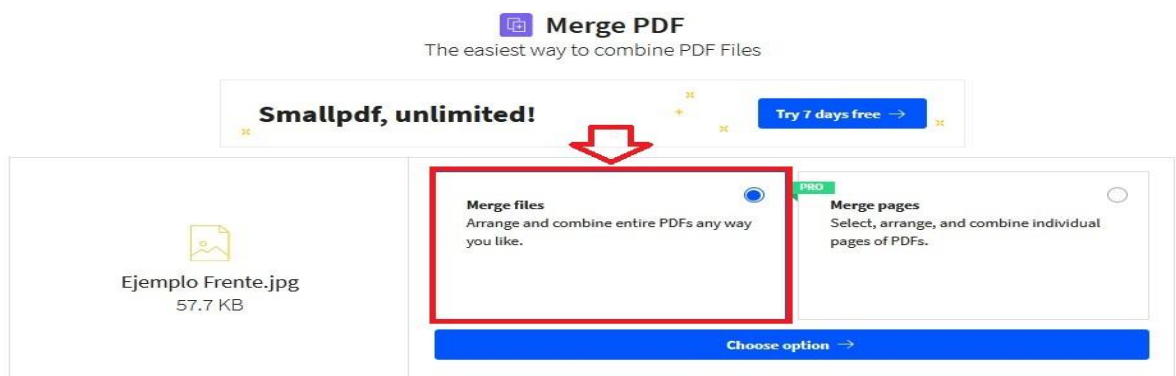 Merge PDF
The easiest way to combine PDF Files
Smallpdf, unlimited!
Try 7 days free →
Ejemplo Frente.jpg
57.7 KB
Merge files
Arrange and combine entire PDFs any way
you like.
PRO
Merge pages
Select, arrange, and combine individual
pages of PDFs.
Choose option →